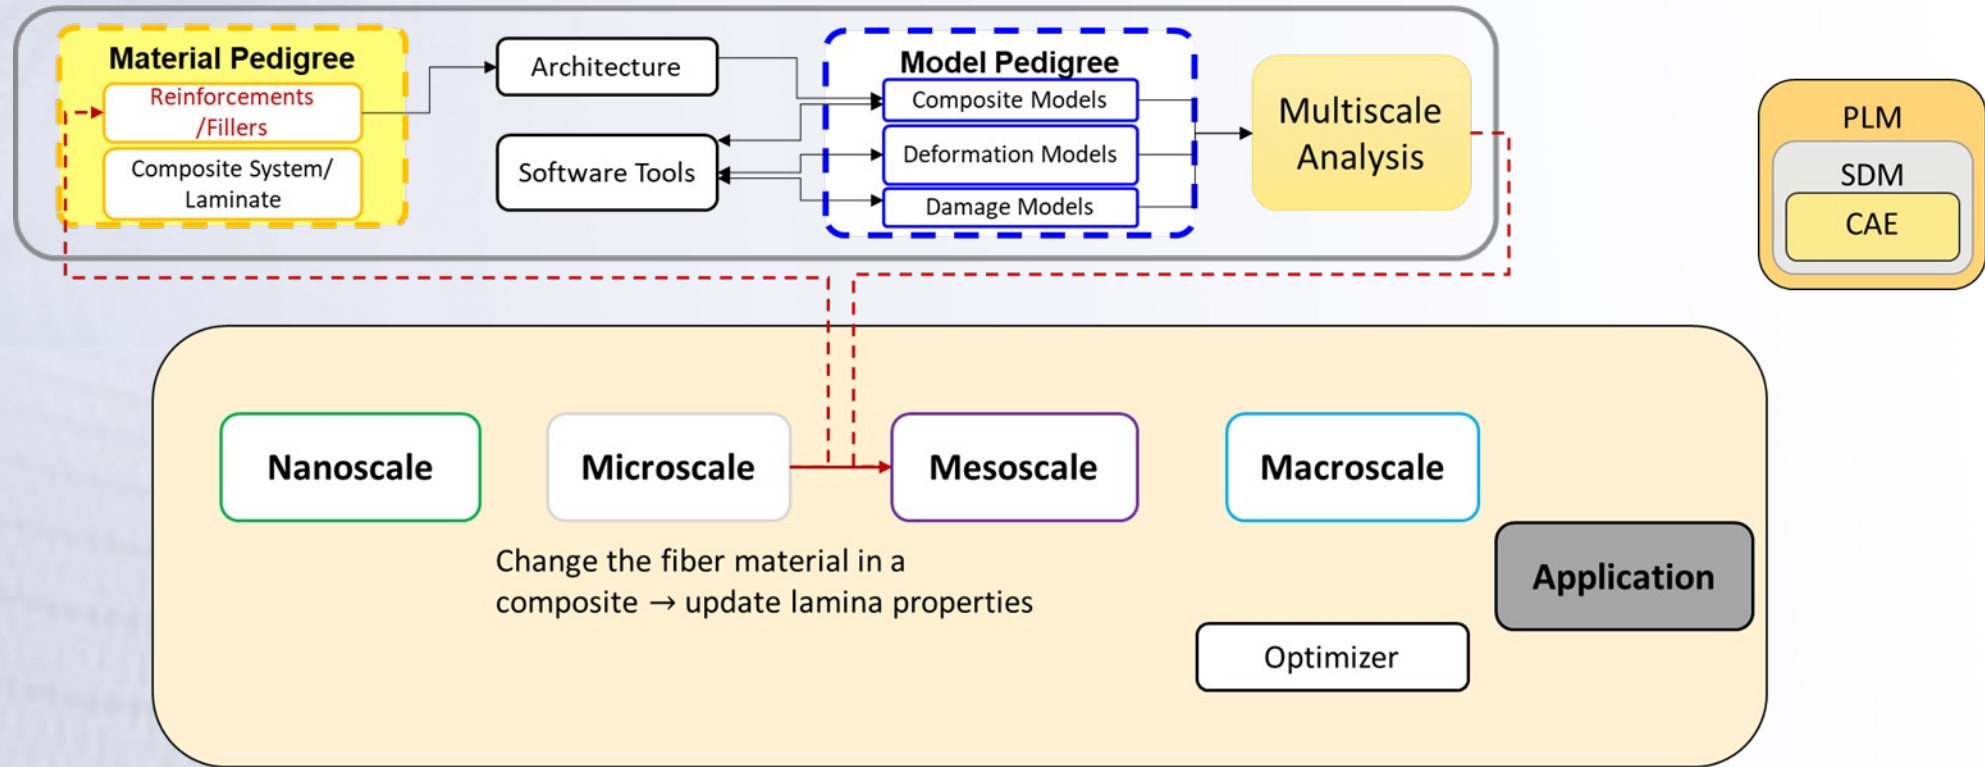 Material Pedigree
Reinforcements
/Fillers
Composite System/
Laminate
Architecture
Software Tools
Model Pedigree
Composite Models
Deformation Models
Damage Models
Multiscale
Analysis
PLM
SDM
CAE
Nanoscale
Microscale
Mesoscale
Macroscale
Change the fiber material in a
composite → update lamina properties
Application
Optimizer